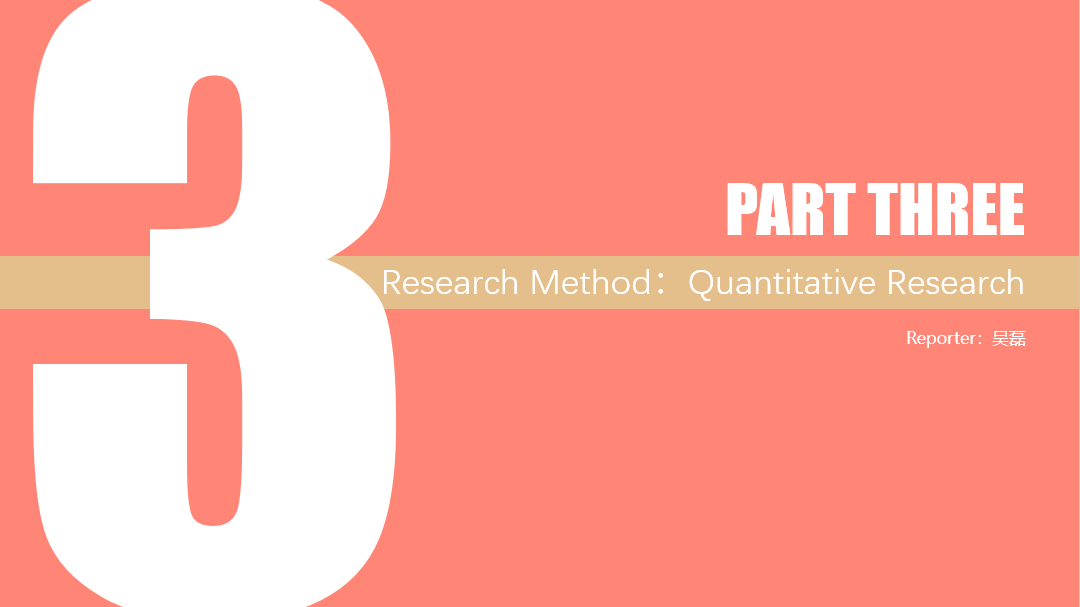 3
PART THREE
Research Method：Quantitative Research
Reporter：吴磊